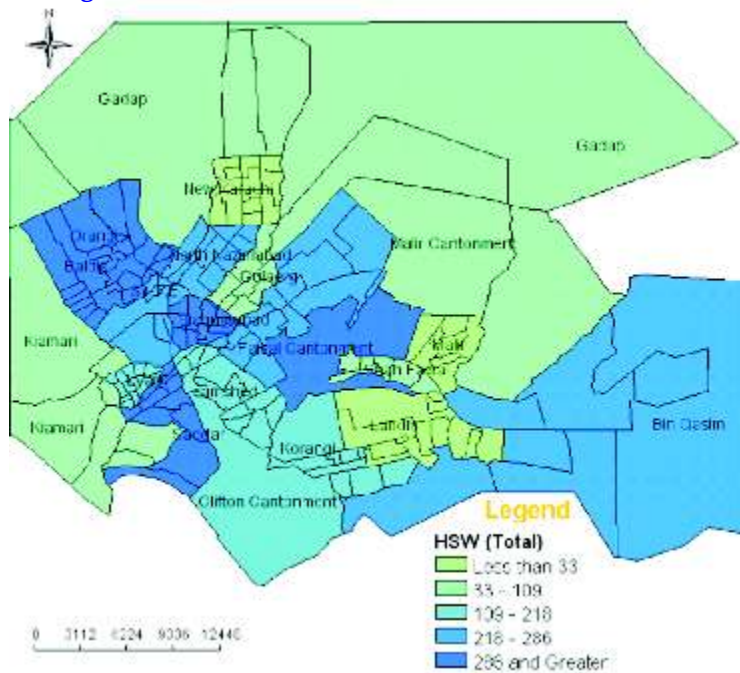 N
Gadap
Gadap
New Karachi
Orangi
Malir Cantonment
North Nazimabad
Baldia
S.I.T.E
Gulberg
Kiamari
Faisal Cantonment
Malir
Shah Faisal
Lyari
Jamshed
Landhi
Kiamari
Saddar
Korangi
Bin Qasim
Clifton Cantonment
Legend
HSW (Total)
Less than 33
33 - 109
109 - 218
218 - 286
286 and Greater
0 3112 6224 9336 12448